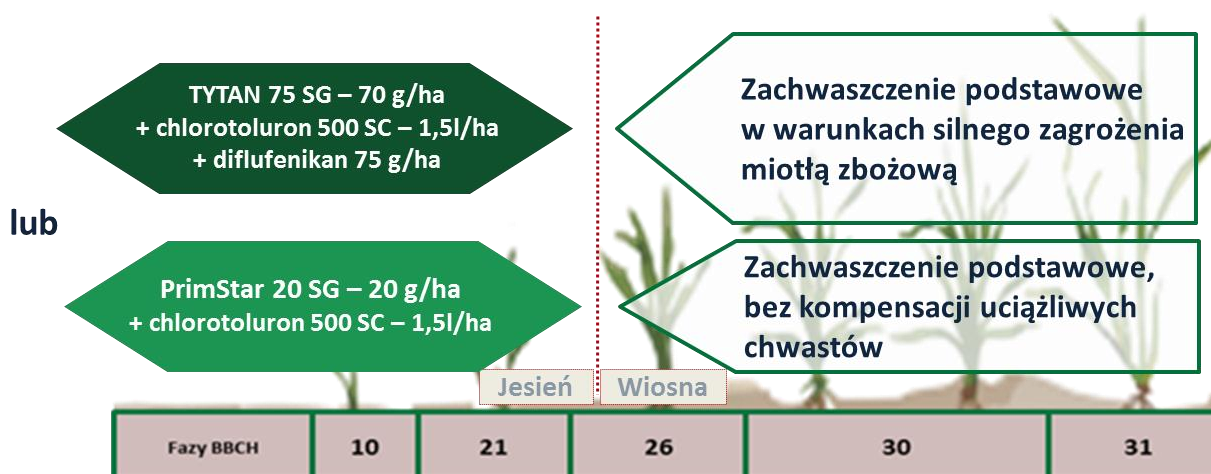 TYTAN 75 SG – 70 g/ha
+ chlorotoluron 500 SC – 1,5l/ha
+ diflufenikan 75 g/ha
Zachwaszczenie podstawowe
w warunkach silnego zagrożenia
miotłą zbożową
lub
PrimStar 20 SG – 20 g/ha
+ chlorotoluron 500 SC – 1,5l/ha
Zachwaszczenie podstawowe,
bez kompensacji uciążliwych
chwastów
Jesień Wiosna
Fazy BBCH 10 21 26 30 31